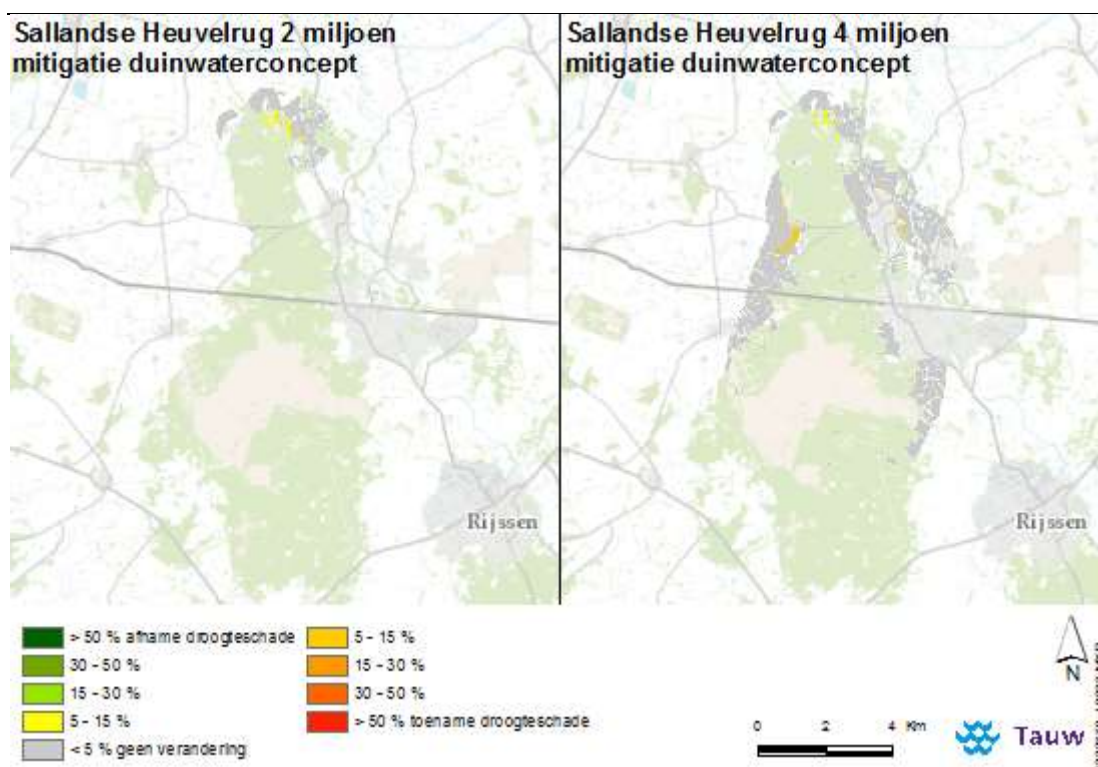 Sallandse Heuvelrug 2 miljoen
mitigatie duinwaterconcept
Sallandse Heuvelrug 4 miljoen
mitigatie duinwaterconcept
Rijssen
Rijssen
> 50 % afname droogteschade
30 - 50 %
15 - 30 %
5 - 15 %
< 5 % geen verandering
5 - 15 %
15 - 30 %
30 - 50 %
> 50 % toename droogteschade
N
0 2 4 Km
Tauw